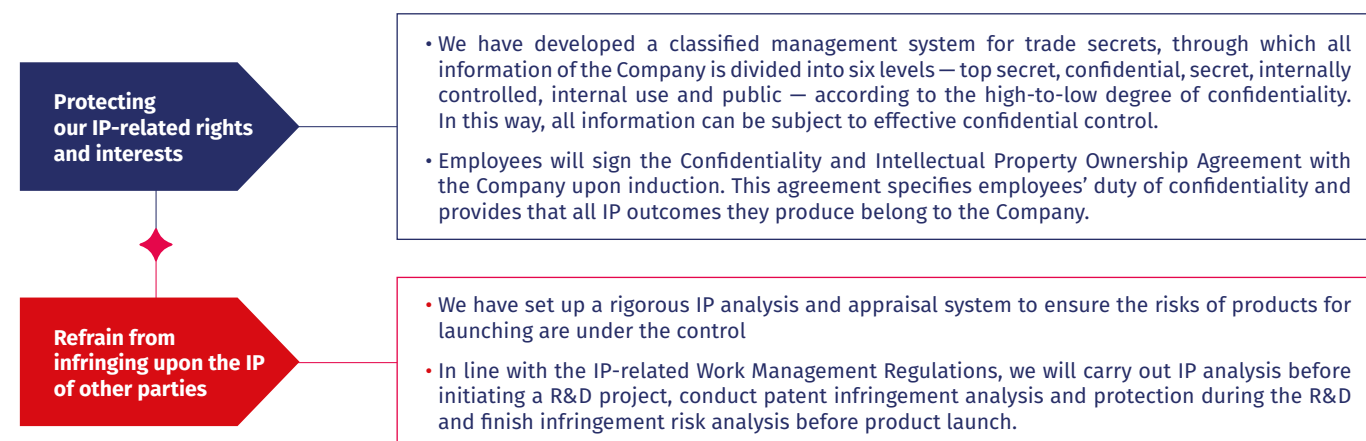 Protecting
our IP-related rights
and interests
• We have developed a classified management system for trade secrets, through which all
information of the Company is divided into six levels — top secret, confidential, secret, internally
controlled, internal use and public — according to the high-to-low degree of confidentiality.
In this way, all information can be subject to effective confidential control.
• Employees will sign the Confidentiality and Intellectual Property Ownership Agreement with
the Company upon induction. This agreement specifies employees’ duty of confidentiality and
provides that all IP outcomes they produce belong to the Company.
Refrain from
infringing upon the IP
of other parties
• We have set up a rigorous IP analysis and appraisal system to ensure the risks of products for
launching are under the control
• In line with the IP-related Work Management Regulations, we will carry out IP analysis before
initiating a R&D project, conduct patent infringement analysis and protection during the R&D
and finish infringement risk analysis before product launch.